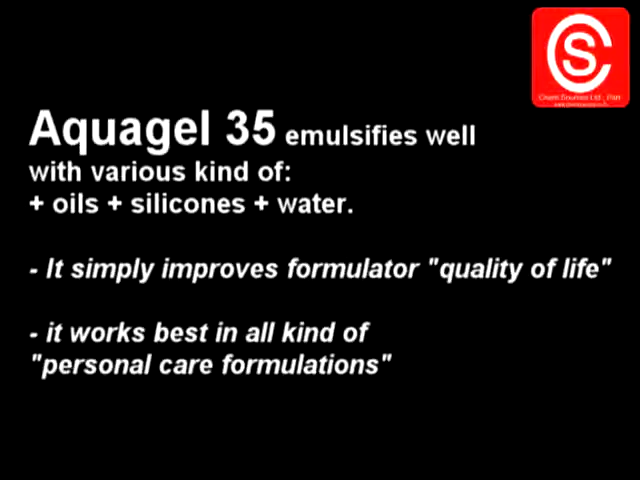 CS
Aquagel 35 emulsifies well
with various kind of:
+ oils + silicones + water.
- It simply improves formulator "quality of life"
- it works best in all kind of
"personal care formulations"